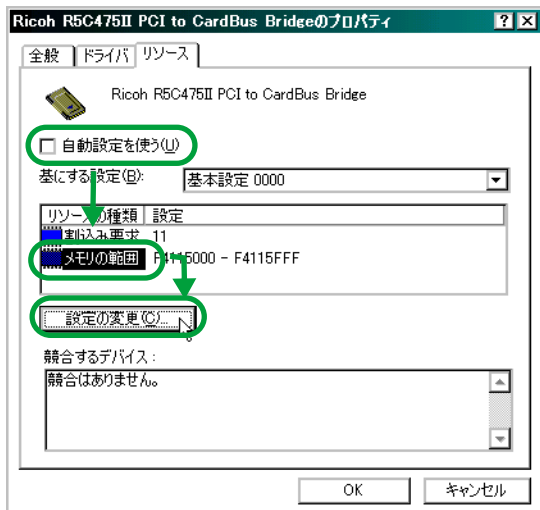 Ricoh R5C475II PCI to CardBus Bridgeのプロパティ
全般 ドライバ リソース
Ricoh R5C475II PCI to CardBus Bridge
自動設定を使う(U)
基にする設定(B): 基本設定 0000
リソースの種類 設定
割込み要求 11
メモリの範囲 F4115000 - F4115FFF
設定の変更(C)...
競合するデバイス:
競合はありません。
OK キャンセル